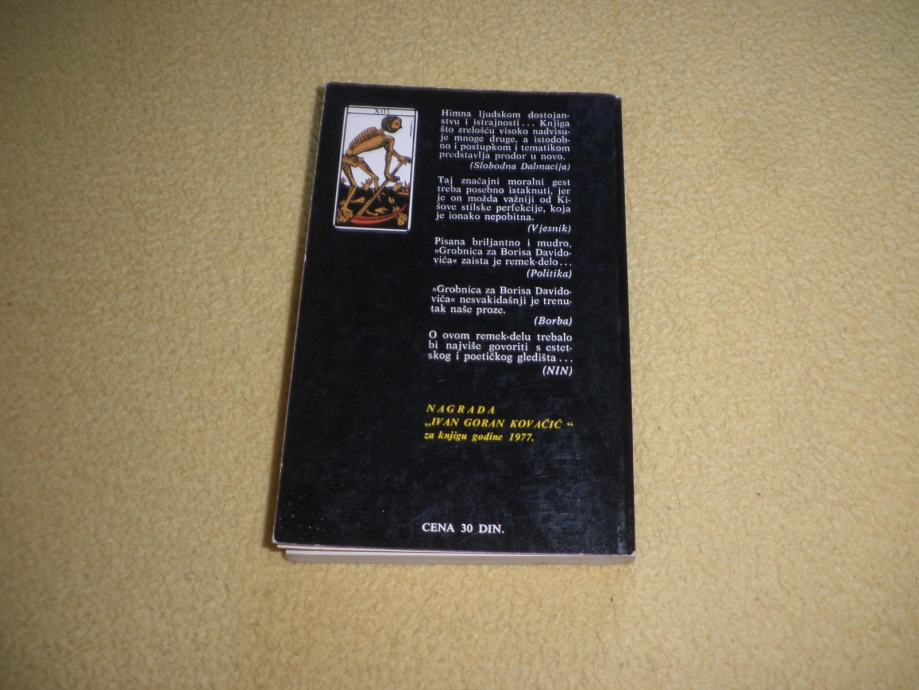 XIII
Himna ljudskom dostojan-
stvu i istrajnosti... Knjiga
što zrelošću visoko nadvisu-
je mnoge druge, a istodob-
no i postupkom i tematikom
predstavlja prodor u novo.
(Slobodna Dalmacija)
Taj značajni moralni gest
treba posebno istaknuti, jer
je on možda važniji od Ki-
šove stilske perfekcije, koja
je ionako nepobitna.
(Vjesnik)
Pisana briljantno i mudro,
»Grobnica za Borisa Davido-
viča« zaista je remek-delo...
(Politika)
»Grobnica za Borisa Davido-
viča« nesvakidašnji je trenu-
tak naše proze.
(Borba)
O ovom remek-delu trebalo
bi najviše govoriti s estet-
skog i poetičkog gledišta...
(NIN)
NAGRADA
„IVAN GORAN KOVAČIĆ“
za knjigu godine 1977.
CENA 30 DIN.